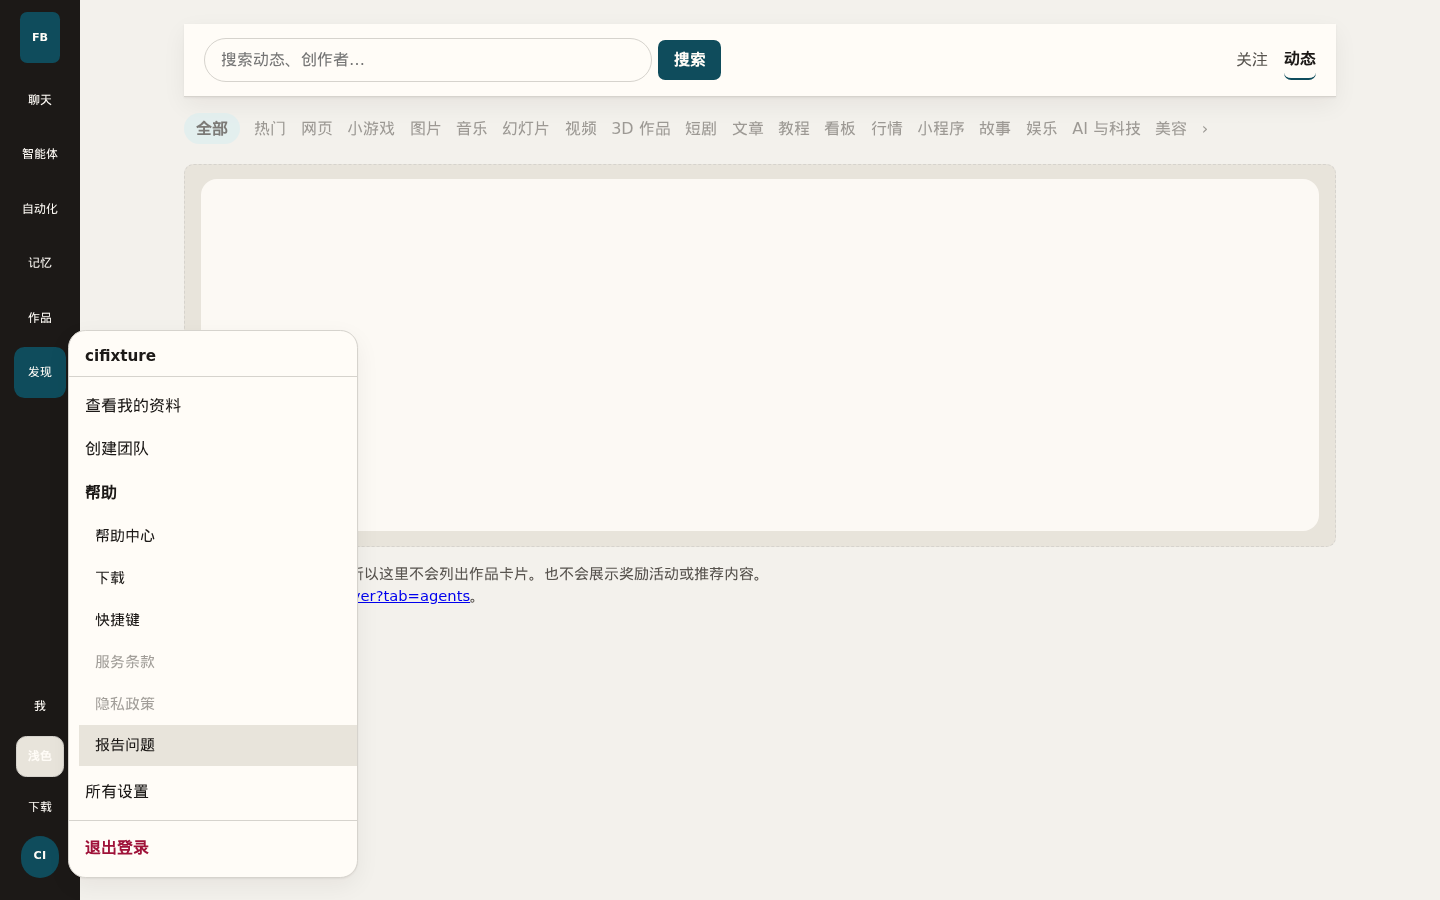 FB
聊天
智能体
自动化
记忆
作品
发现
我
浅色
下载
CI
搜索动态、创作者...
搜索
关注
动态
全部 热门 网页 小游戏 图片 音乐 幻灯片 视频 3D 作品 短剧 文章 教程 看板 行情 小程序 故事 娱乐 AI 与科技 美容 ›
cifixture
查看我的资料
创建团队
帮助
帮助中心
下载
快捷键
服务条款
隐私政策
报告问题
所有设置
退出登录
所以这里不会列出作品卡片。也不会展示奖励活动或推荐内容。
ver?tab=agents。